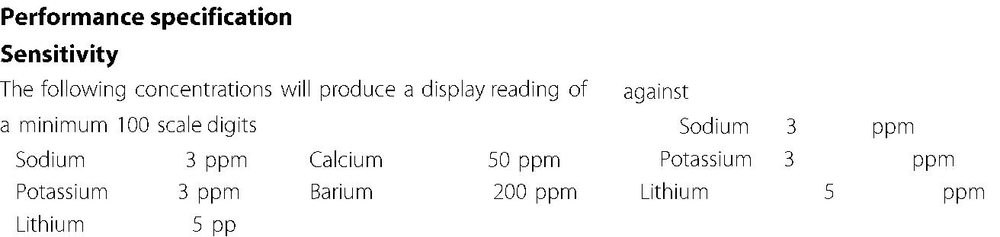 Performance specification
Sensitivity
The following concentrations will produce a display reading of against
a minimum 100 scale digits Sodium 3 ppm
Sodium 3 ppm Calcium 50 ppm Potassium 3 ppm
Potassium 3 ppm Barium 200 ppm Lithium 5 ppm
Lithium 5 pp